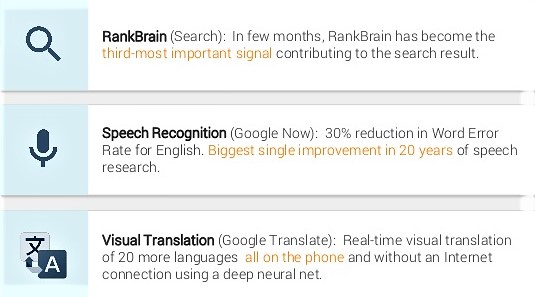 RankBrain (Search): In few months, RankBrain has become the
third-most important signal contributing to the search result.
Speech Recognition (Google Now): 30% reduction in Word Error
Rate for English. Biggest single improvement in 20 years of speech
research.
文
A
Visual Translation (Google Translate): Real-time visual translation
of 20 more languages all on the phone and without an Internet
connection using a deep neural net.